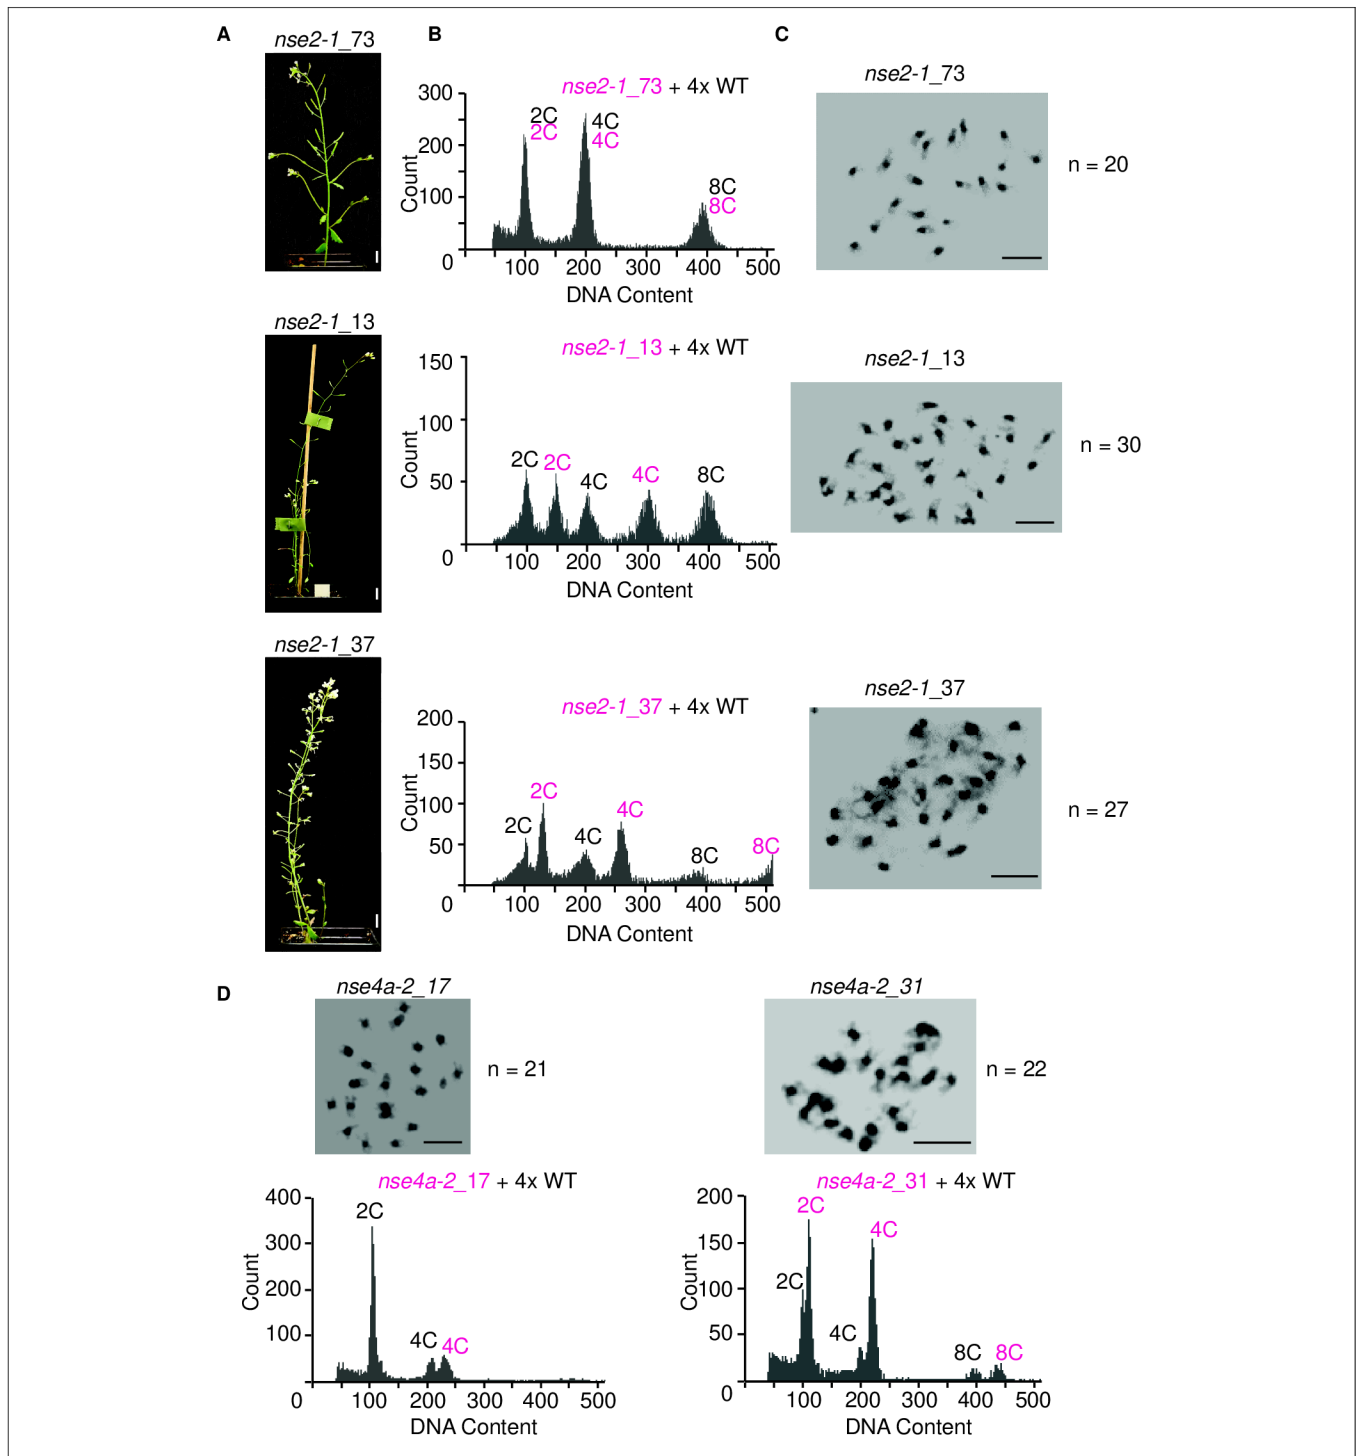 A
B
C
nse2-1_73
nse2-1_73 + 4x WT
nse2-1_73
300
200
100
0
Count
2C
2C
4C
4C
8C
8C
100 200 300 400 500
DNA Content
n = 20
nse2-1_13
nse2-1_13 + 4x WT
nse2-1_13
150
100
50
0
Count
2C
2C
4C
4C
8C
100 200 300 400 500
DNA Content
n = 30
nse2-1_37
nse2-1_37 + 4x WT
nse2-1_37
200
150
100
50
0
Count
2C
2C
4C
4C
8C
8C
100 200 300 400 500
DNA Content
n = 27
D
nse4a-2_17
n = 21
nse4a-2_31
n = 22
nse4a-2_17 + 4x WT
400
300
200
100
0
Count
2C
4C
4C
100 200 300 400 500
DNA Content
nse4a-2_31 + 4x WT
200
150
100
50
0
Count
2C
2C
4C
4C
8C
8C
100 200 300 400 500
DNA Content